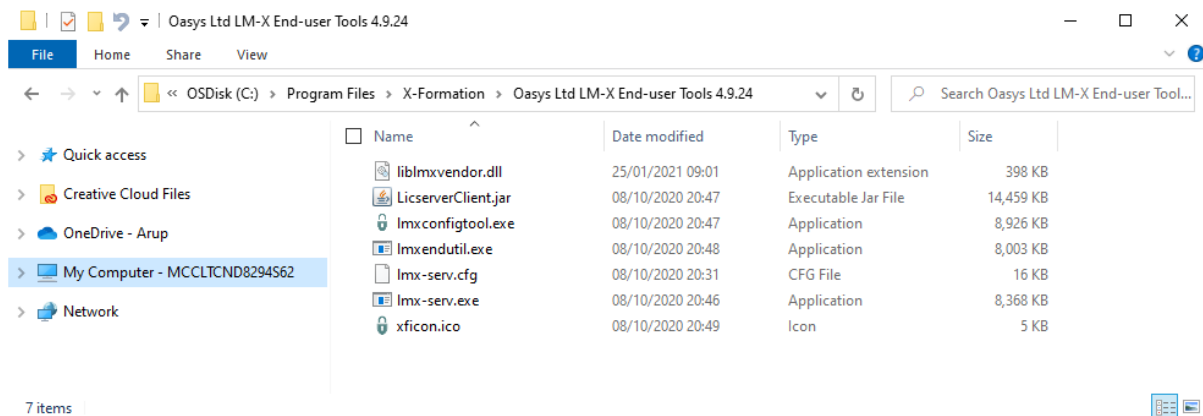 Oasys Ltd LM-X End-user Tools 4.9.24
File Home Share View
« OSDisk (C:) > Program Files > X-Formation > Oasys Ltd LM-X End-user Tools 4.9.24
Search Oasys Ltd LM-X End-user Tool...
Name Date modified Type Size
Quick access
Creative Cloud Files
OneDrive - Arup
My Computer - MCCLTCND8294S62
Network
liblmxvendor.dll 25/01/2021 09:01 Application extension 398 KB
LicserverClient.jar 08/10/2020 20:47 Executable Jar File 14,459 KB
lmxconfigtool.exe 08/10/2020 20:47 Application 8,926 KB
lmxendutil.exe 08/10/2020 20:48 Application 8,003 KB
lmx-serv.cfg 08/10/2020 20:31 CFG File 16 KB
lmx-serv.exe 08/10/2020 20:46 Application 8,368 KB
xficon.ico 08/10/2020 20:49 Icon 5 KB
7 items